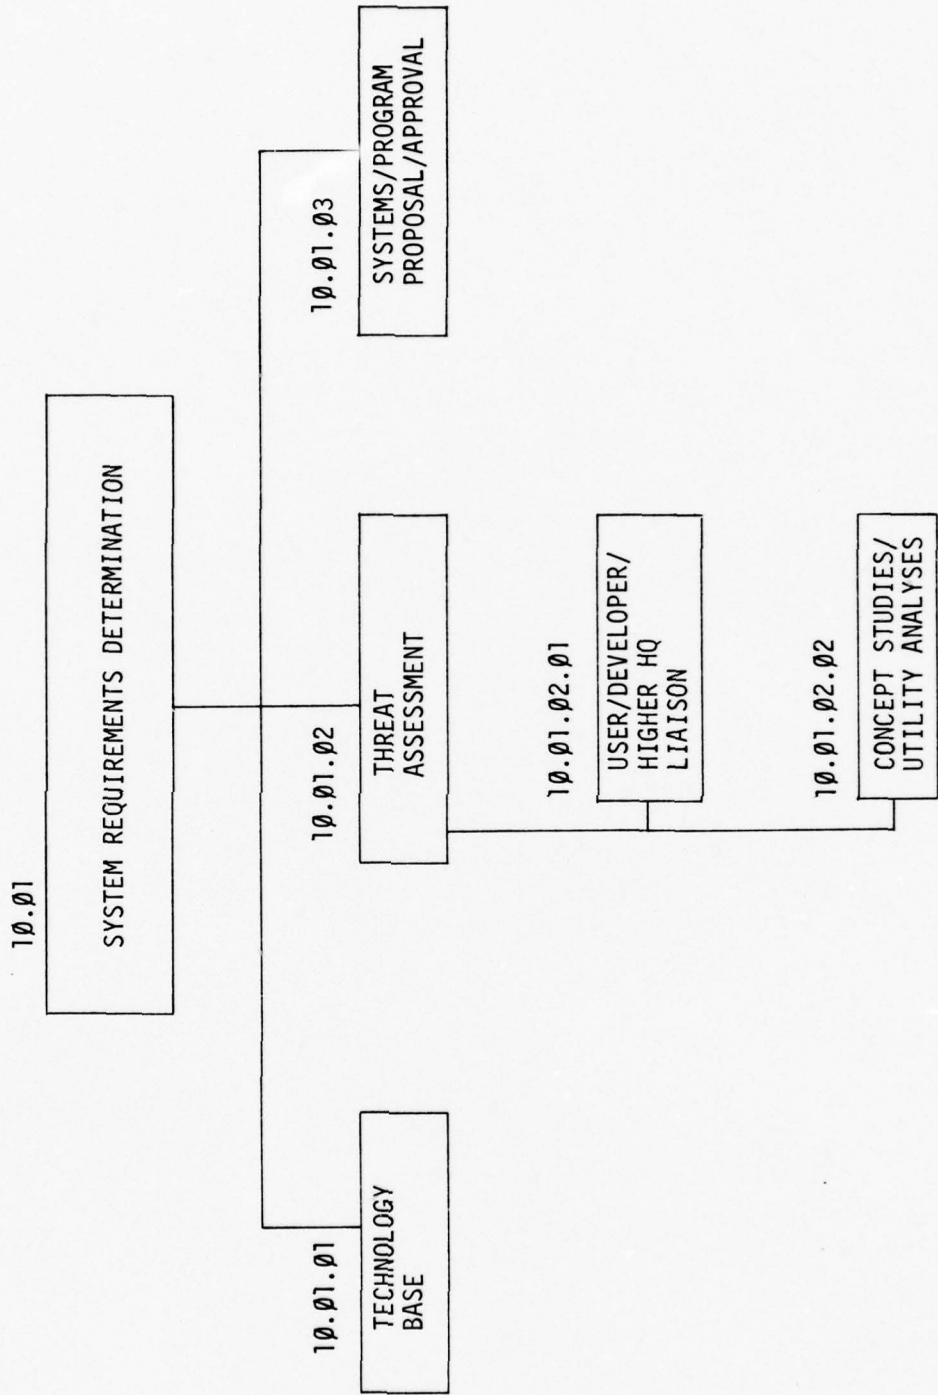 10.01
SYSTEM REQUIREMENTS DETERMINATION
10.01.01
TECHNOLOGY
BASE
10.01.02
THREAT
ASSESSMENT
10.01.02.01
USER/DEVELOPER/
HIGHER HQ
LIAISON
10.01.02.02
CONCEPT STUDIES/
UTILITY ANALYSES
10.01.03
SYSTEMS/PROGRAM
PROPOSAL/APPROVAL